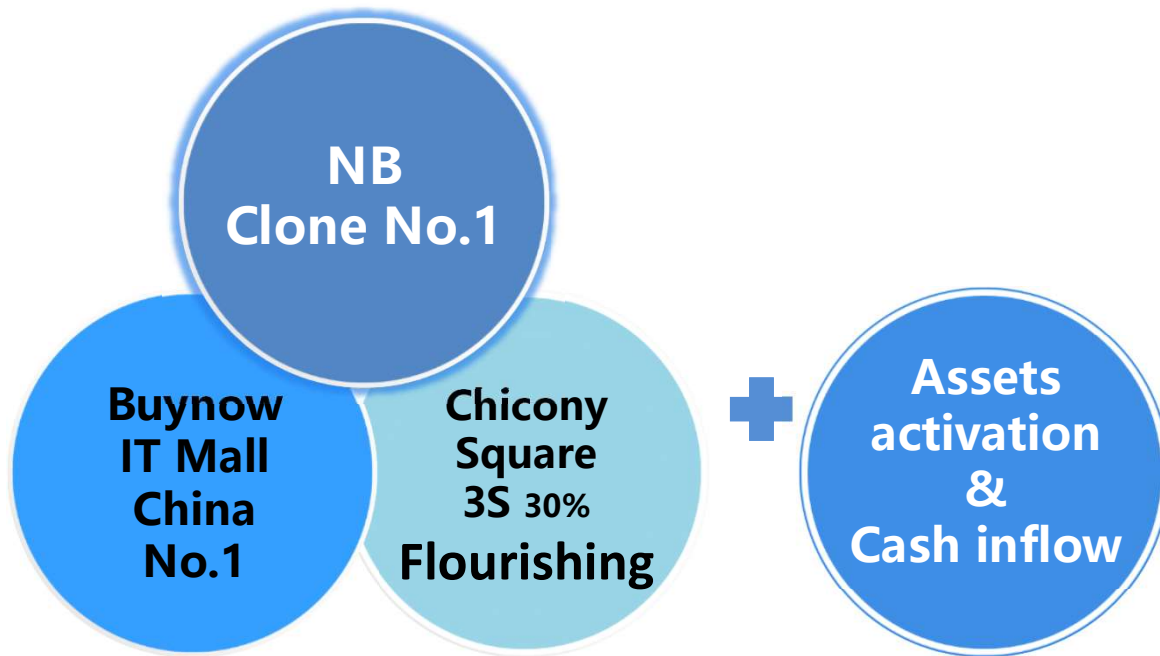 NB
Clone No.1
Buynow
IT Mall
China
No.1
Chicony
Square
3S 30%
Flourishing
Assets
activation
&
Cash inflow